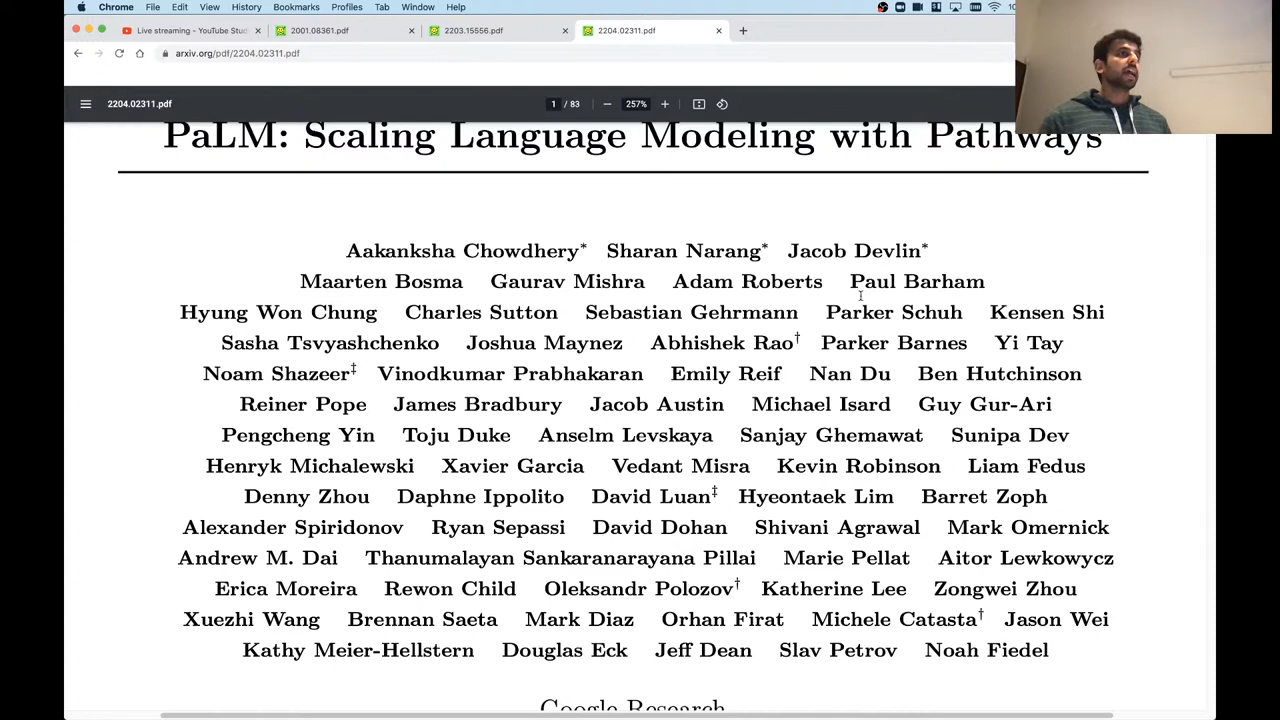 Chrome File Edit View History Bookmarks Profiles Tab Window Help
Live streaming - YouTube Stud 2001.08361.pdf 2203.15556.pdf 2204.02311.pdf
arxiv.org/pdf/2204.02311.pdf
2204.02311.pdf 1 / 83 257%
PaLM: Scaling Language Modeling with Pathways
Aakanksha Chowdhery* Sharan Narang* Jacob Devlin*
Maarten Bosma Gaurav Mishra Adam Roberts Paul Barham
Hyung Won Chung Charles Sutton Sebastian Gehrmann Parker Schuh Kensen Shi
Sasha Tsvyashchenko Joshua Maynez Abhishek Rao† Parker Barnes Yi Tay
Noam Shazeer‡ Vinodkumar Prabhakaran Emily Reif Nan Du Ben Hutchinson
Reiner Pope James Bradbury Jacob Austin Michael Isard Guy Gur-Ari
Pengcheng Yin Toju Duke Anselm Levskaya Sanjay Ghemawat Sunipa Dev
Henryk Michalewski Xavier Garcia Vedant Misra Kevin Robinson Liam Fedus
Denny Zhou Daphne Ippolito David Luan‡ Hyeontaek Lim Barret Zoph
Alexander Spiridonov Ryan Sepassi David Dohan Shivani Agrawal Mark Omernick
Andrew M. Dai Thanumalayan Sankaranarayana Pillai Marie Pellat Aitor Lewkowycz
Erica Moreira Rewon Child Oleksandr Polozov† Katherine Lee Zongwei Zhou
Xuezhi Wang Brennan Saeta Mark Diaz Orhan Firat Michele Catasta† Jason Wei
Kathy Meier-Hellstern Douglas Eck Jeff Dean Slav Petrov Noah Fiedel
Google Research